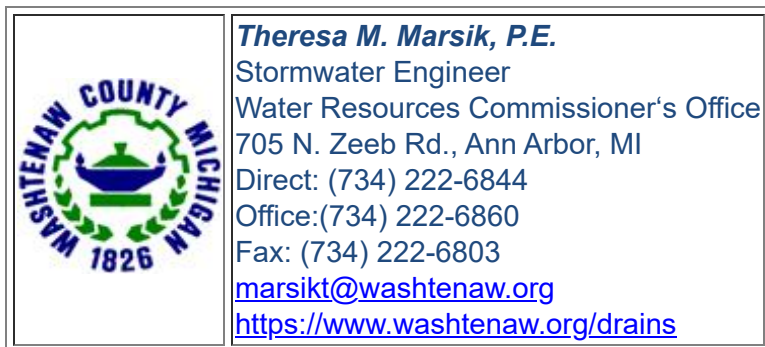 WASHTENAW COUNTY MICHIGAN
1826
Theresa M. Marsik, P.E.
Stormwater Engineer
Water Resources Commissioner‘s Office
705 N. Zeeb Rd., Ann Arbor, MI
Direct: (734) 222-6844
Office:(734) 222-6860
Fax: (734) 222-6803
marsikt@washtenaw.org
https://www.washtenaw.org/drains